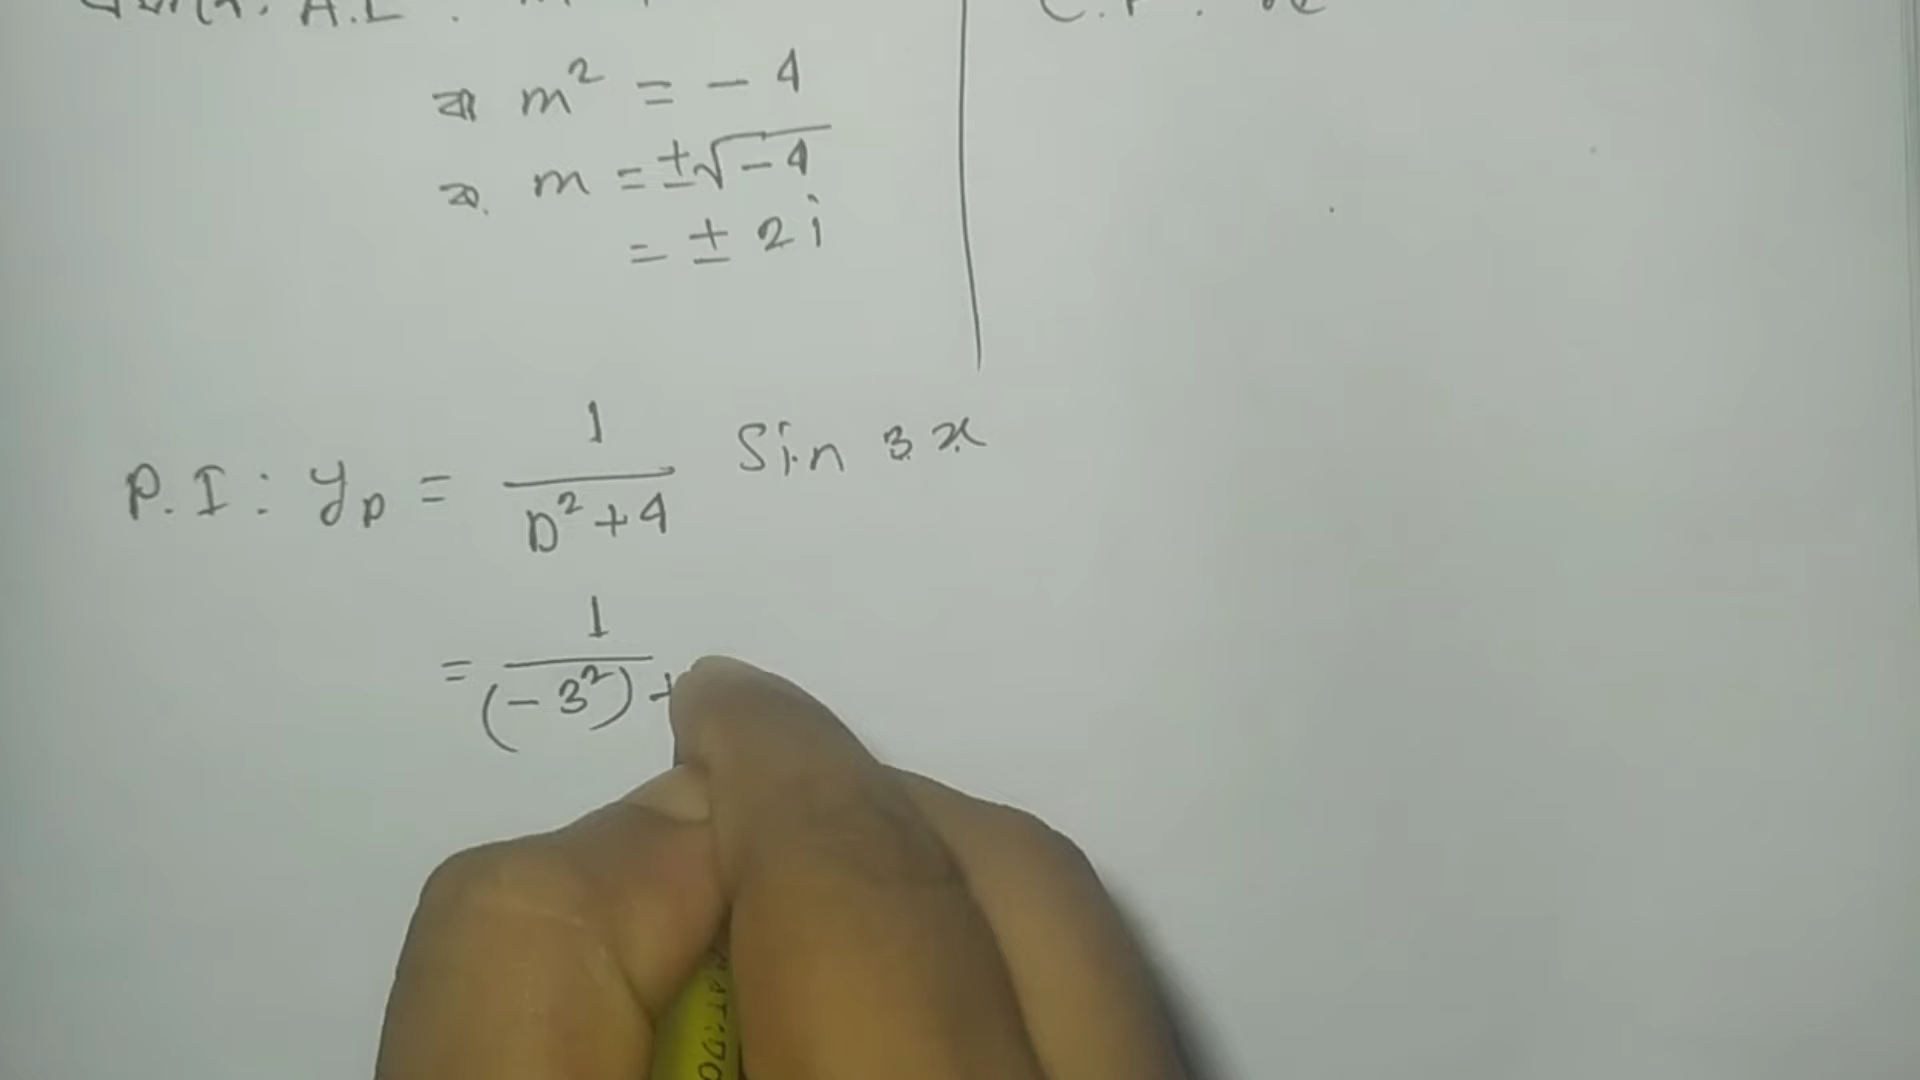 বা m² = - 4
বা m = ±√-4
= ± 2i
P.I : yₚ = 1/(D²+4) Sin 3x
= 1/((-3²)+